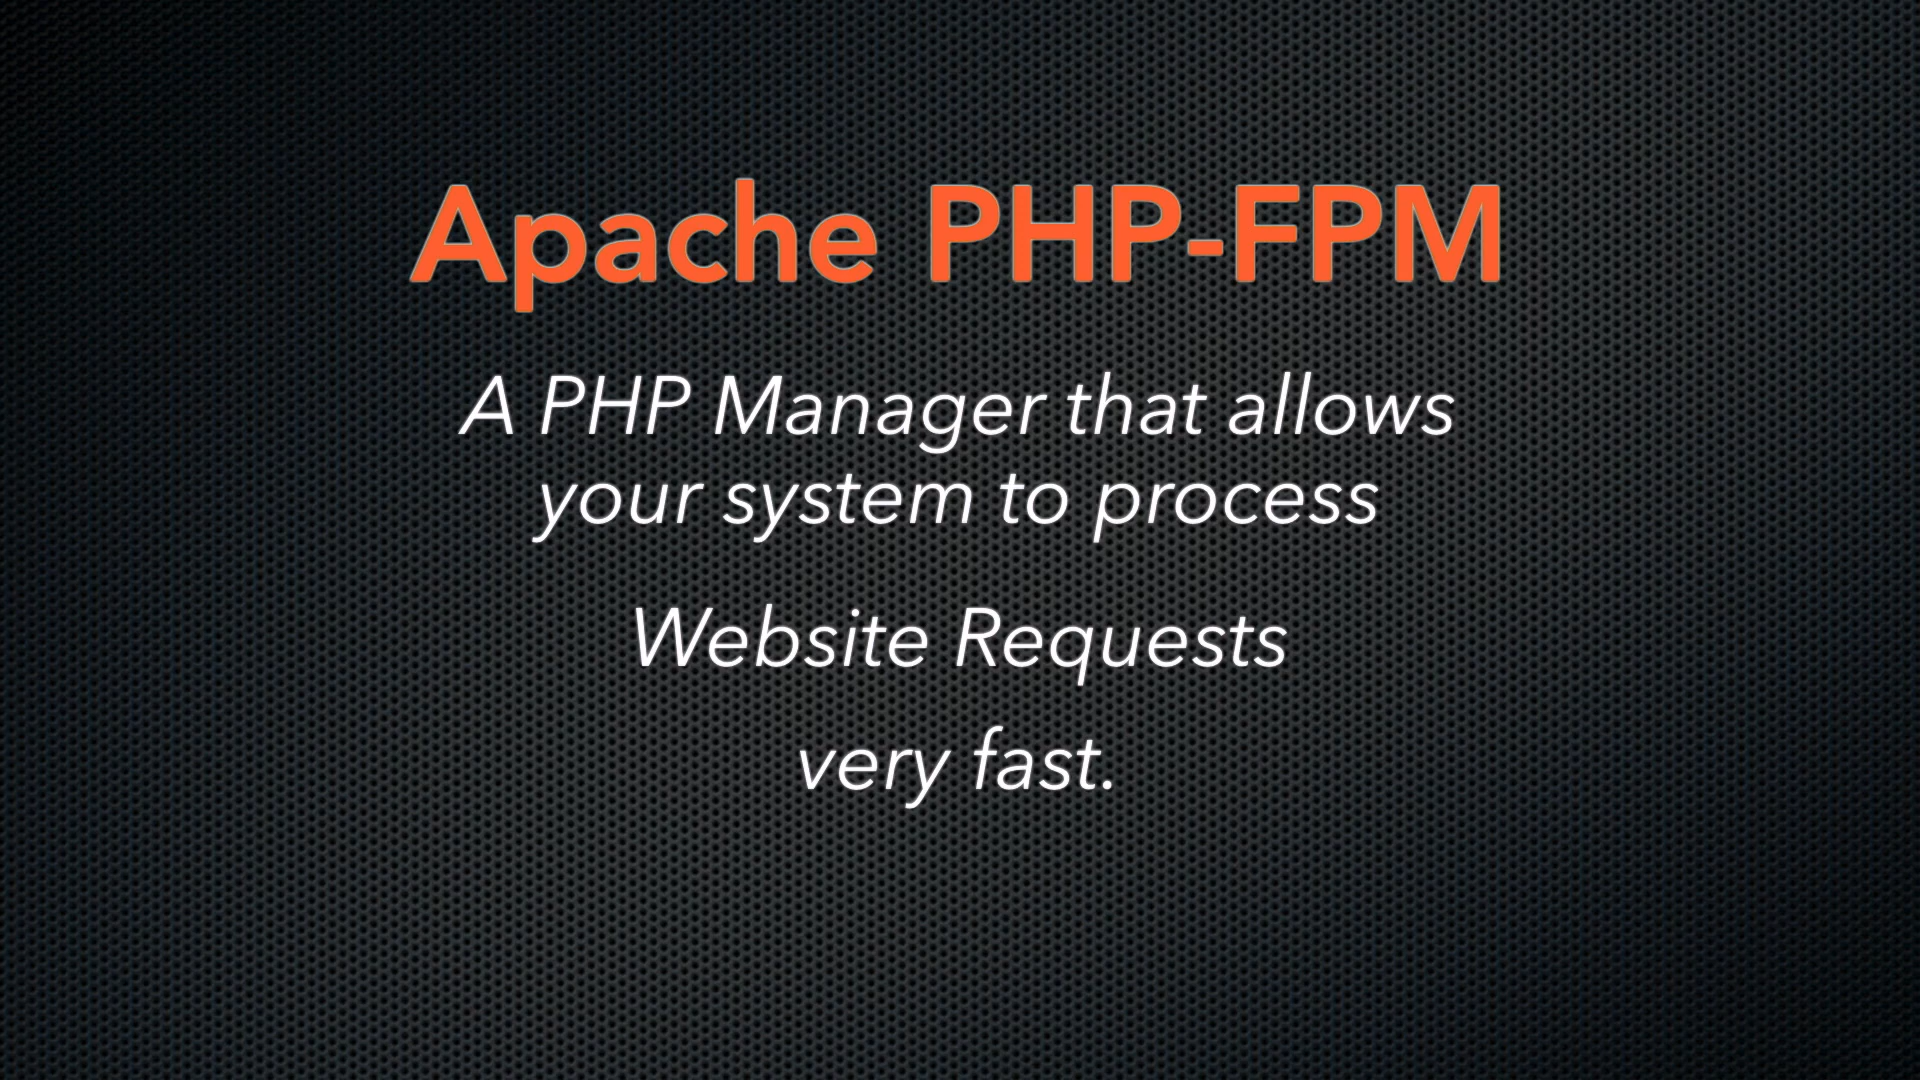 Apache PHP-FPM
A PHP Manager that allows
your system to process
Website Requests
very fast.